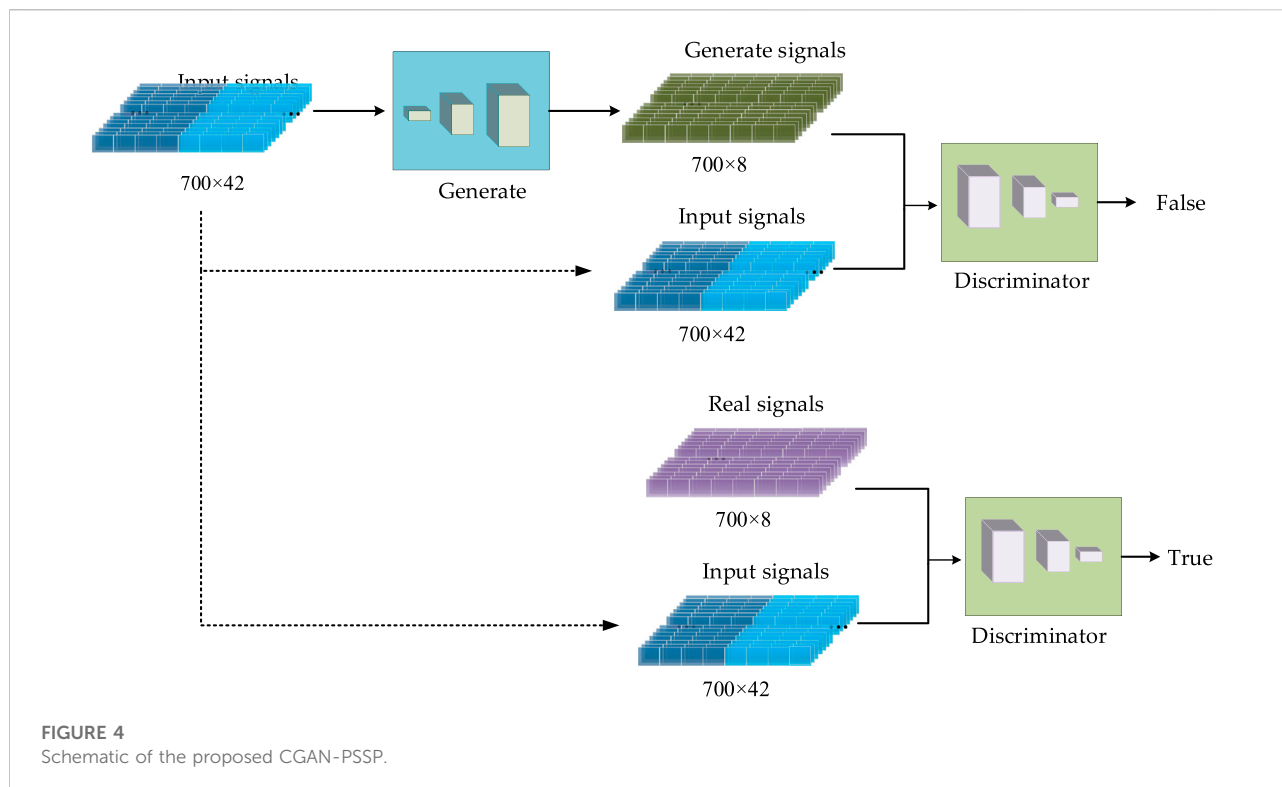 Input signals
700×42
Generate
Generate signals
700×8
Input signals
700×42
Discriminator
False
Real signals
700×8
Input signals
700×42
Discriminator
True
FIGURE 4
Schematic of the proposed CGAN-PSSP.